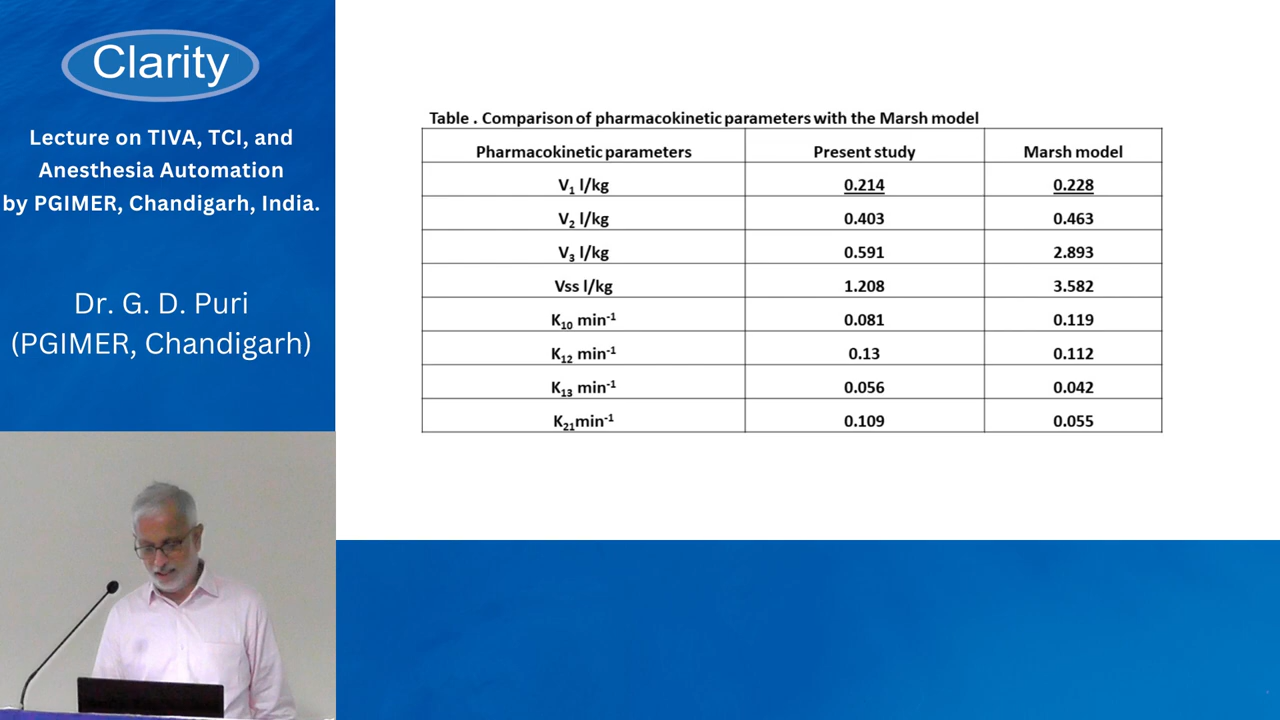 Clarity
Lecture on TIVA, TCI, and
Anesthesia Automation
by PGIMER, Chandigarh, India.
Dr. G. D. Puri
(PGIMER, Chandigarh)
Table . Comparison of pharmacokinetic parameters with the Marsh model
Pharmacokinetic parameters Present study Marsh model
V₁ l/kg 0.214 0.228
V₂ l/kg 0.403 0.463
V₃ l/kg 0.591 2.893
Vss l/kg 1.208 3.582
K₁₀ min⁻¹ 0.081 0.119
K₁₂ min⁻¹ 0.13 0.112
K₁₃ min⁻¹ 0.056 0.042
K₂₁min⁻¹ 0.109 0.055